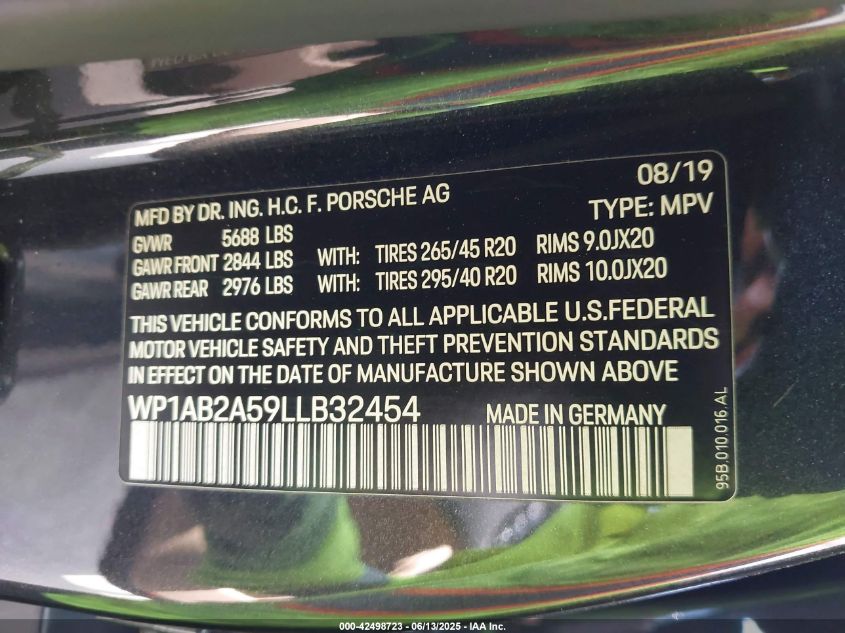 MFD BY DR. ING. H.C. F. PORSCHE AG 08/19
TYPE: MPV
GVWR 5688 LBS
GAWR FRONT 2844 LBS WITH: TIRES 265/45 R20 RIMS 9.0JX20
GAWR REAR 2976 LBS WITH: TIRES 295/40 R20 RIMS 10.0JX20
THIS VEHICLE CONFORMS TO ALL APPLICABLE U.S.FEDERAL
MOTOR VEHICLE SAFETY AND THEFT PREVENTION STANDARDS
IN EFFECT ON THE DATE OF MANUFACTURE SHOWN ABOVE
WP1AB2A59LLB32454 MADE IN GERMANY
95B.010.016.AL
000-42498723 - 06/13/2025 - IAA Inc.